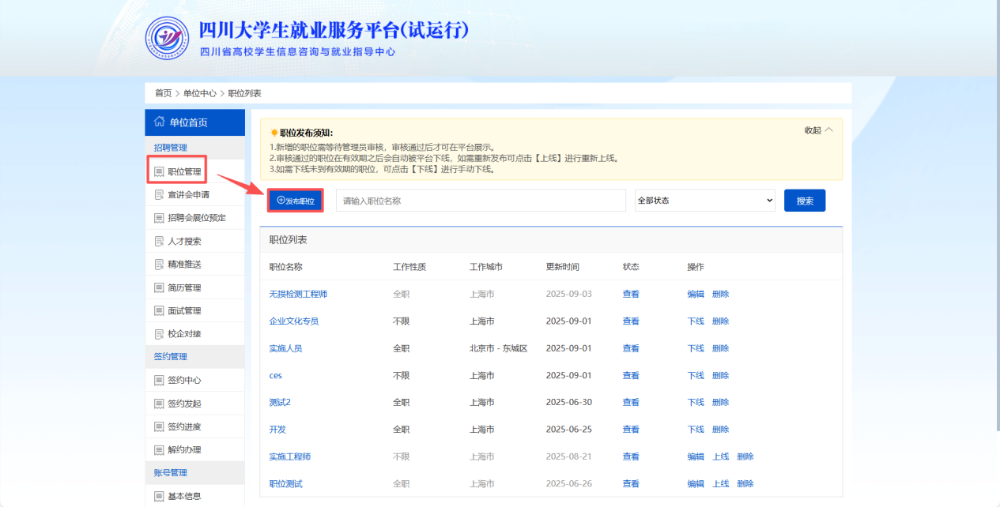 四川大学生就业服务平台(试运行)
四川省高校学生信息咨询与就业指导中心
首页 > 单位中心 > 职位列表
单位首页
招聘管理
职位管理
宣讲会申请
招聘会展位预定
人才搜索
精准推送
简历管理
面试管理
校企对接
签约管理
签约中心
签约发起
签约进度
解约办理
账号管理
基本信息
职位发布须知:
收起
1.新增的职位需等待管理员审核，审核通过后才可在平台展示。
2.审核通过的职位在有效期之后会自动被平台下线，如需重新发布可点击【上线】进行重新上线。
3.如需下线未到有效期的职位，可点击【下线】进行手动下线。
发布职位 请输入职位名称 全部状态 搜索
职位列表
职位名称 工作性质 工作城市 更新时间 状态 操作
无损检测工程师 全职 上海市 2025-09-03 查看 编辑 删除
企业文化专员 不限 上海市 2025-09-01 查看 下线 删除
实施人员 全职 北京市 - 东城区 2025-09-01 查看 下线 删除
ces 不限 上海市 2025-09-01 查看 下线 删除
测试2 全职 上海市 2025-06-30 查看 下线 删除
开发 全职 上海市 2025-06-25 查看 下线 删除
实施工程师 不限 上海市 2025-08-21 查看 编辑 上线 删除
职位测试 全职 上海市 2025-06-26 查看 编辑 上线 删除